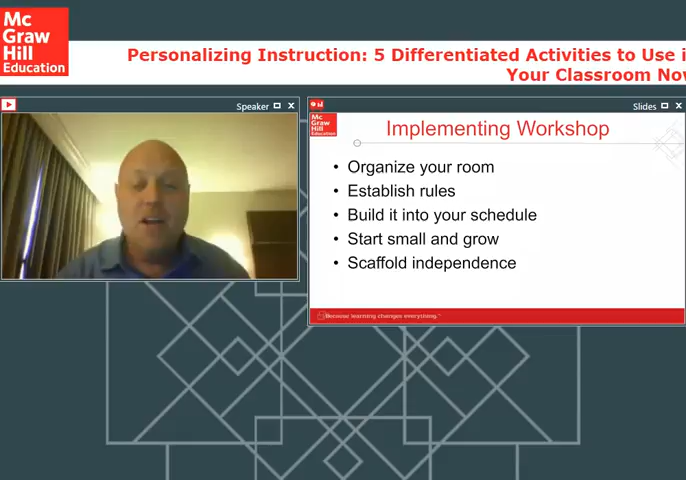 Mc
Graw
Hill
Education
Personalizing Instruction: 5 Differentiated Activities to Use i
Your Classroom Nov
Speaker
Slides
Mc
Graw
Hill
Education
Implementing Workshop
• Organize your room
• Establish rules
• Build it into your schedule
• Start small and grow
• Scaffold independence
Because learning changes everything.™